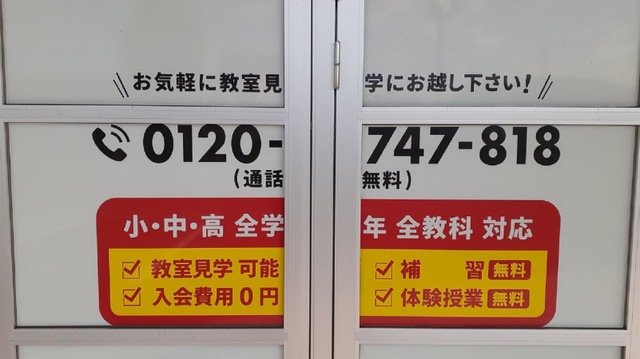 お気軽に教室見学にお越し下さい!
0120-747-818
(通話無料)
小・中・高 全学年 全教科 対応
教室見学 可能 補習 無料
入会費用0円 体験授業 無料